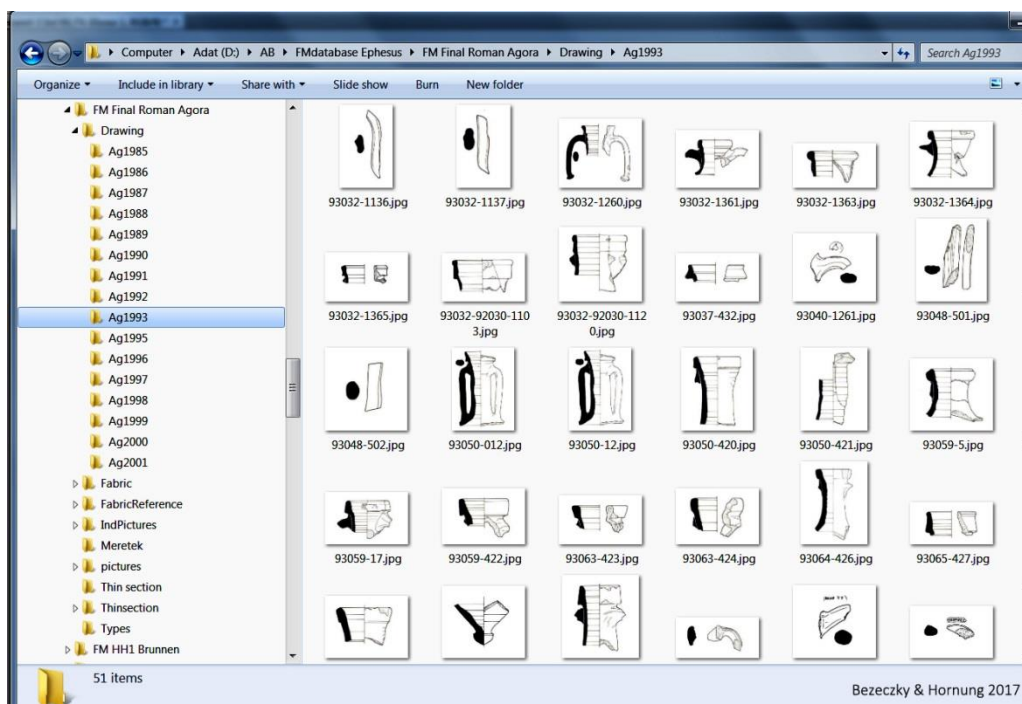 Computer ▸ Adat (D:) ▸ AB ▸ FMdatabase Ephesus ▸ FM Final Roman Agora ▸ Drawing ▸ Ag1993
Search Ag1993
Organize Include in library Share with Slide show Burn New folder
FM Final Roman Agora
Drawing
Ag1985
Ag1986
Ag1987
Ag1988
Ag1989
Ag1990
Ag1991
Ag1992
Ag1993
Ag1995
Ag1996
Ag1997
Ag1998
Ag1999
Ag2000
Ag2001
Fabric
FabricReference
IndPictures
Meretek
pictures
Thin section
Thinsection
Types
FM HH1 Brunnen
93032-1136.jpg 93032-1137.jpg 93032-1260.jpg 93032-1361.jpg 93032-1363.jpg 93032-1364.jpg
93032-1365.jpg 93032-92030-110 93032-92030-112 93037-432.jpg 93040-1261.jpg 93048-501.jpg
3.jpg 0.jpg
93048-502.jpg 93050-012.jpg 93050-12.jpg 93050-420.jpg 93050-421.jpg 93059-5.jpg
93059-17.jpg 93059-422.jpg 93063-423.jpg 93063-424.jpg 93064-426.jpg 93065-427.jpg
51 items
Bezeczky & Hornung 2017